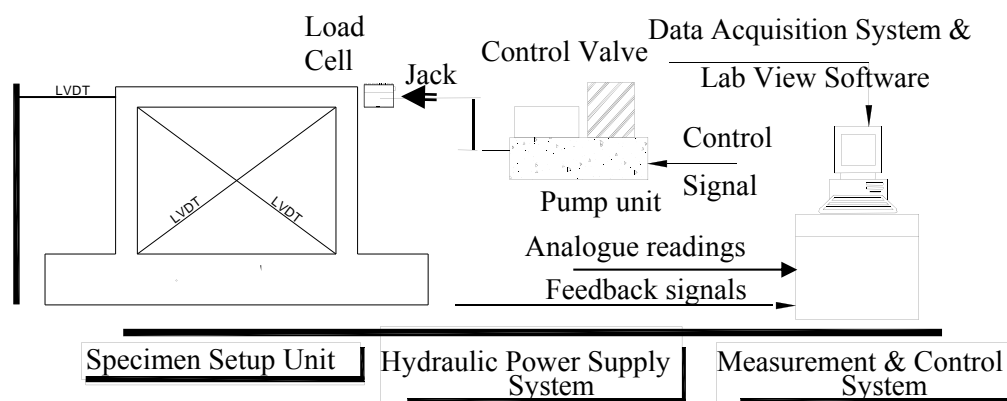 Load
Cell
Jack
Control Valve
Data Acquisition System &
Lab View Software
LVDT
LVDT
LVDT
Control
Signal
Pump unit
Analogue readings
Feedback signals
Specimen Setup Unit
Hydraulic Power Supply
System
Measurement & Control
System